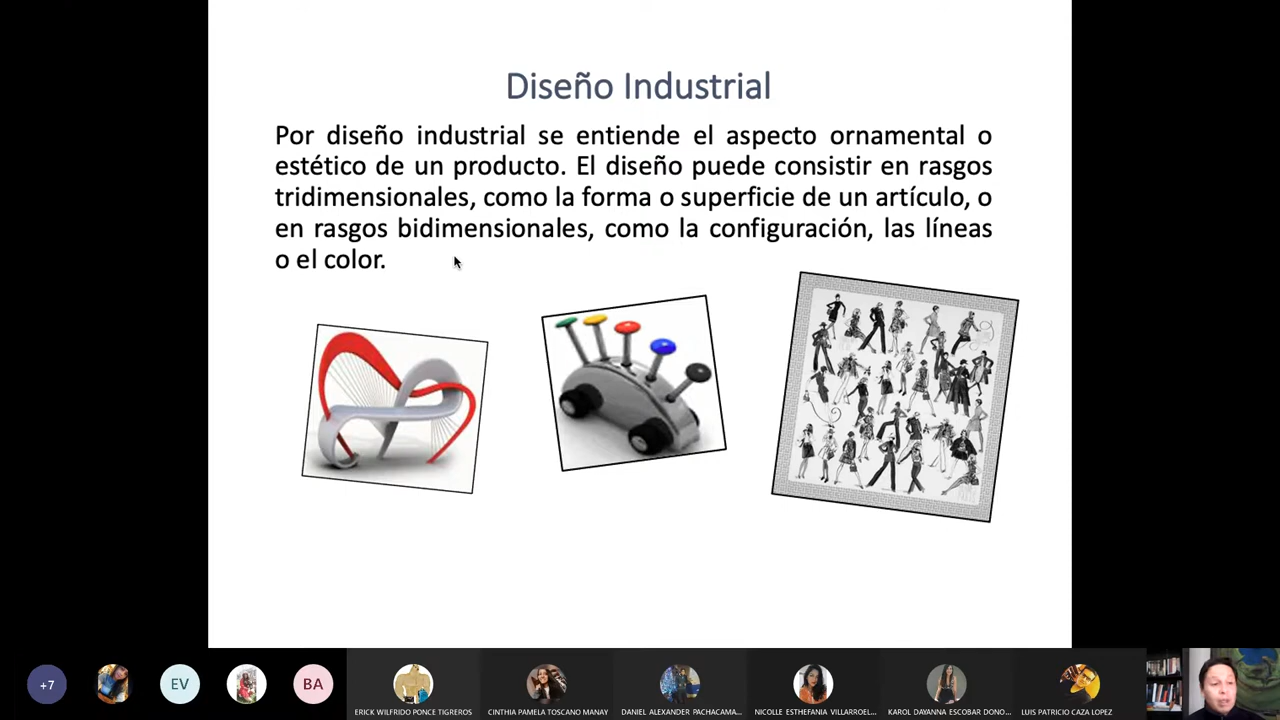 Diseño Industrial
Por diseño industrial se entiende el aspecto ornamental o
estético de un producto. El diseño puede consistir en rasgos
tridimensionales, como la forma o superficie de un artículo, o
en rasgos bidimensionales, como la configuración, las líneas
o el color.
+7
EV
BA
ERICK WILFRIDO PONCE TIGREROS
CINTHIA PAMELA TOSCANO MANAY
DANIEL ALEXANDER PACHACAMA...
NICOLLE ESTHEFANIA VILLARROEL...
KAROL DAYANNA ESCOBAR DONO...
LUIS PATRICIO CAZA LOPEZ